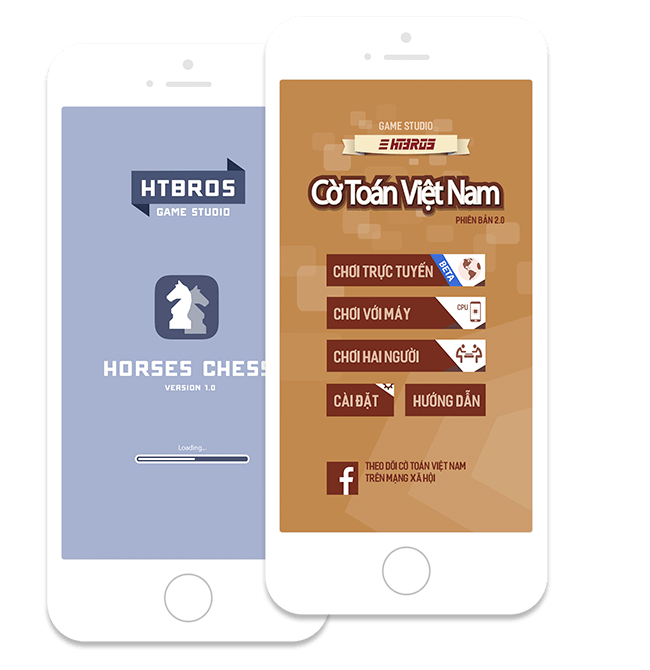 HTBROS
GAME STUDIO
HORSES CHESS
VERSION 1.0
Loading...
GAME STUDIO
HTBROS
Cờ Toán Việt Nam
PHIÊN BẢN 2.0
CHƠI TRỰC TUYẾN
BETA
CHƠI VỚI MÁY
CPU
CHƠI HAI NGƯỜI
CÀI ĐẶT
HƯỚNG DẪN
f
THEO DÕI CỜ TOÁN VIỆT NAM
TRÊN MẠNG XÃ HỘI